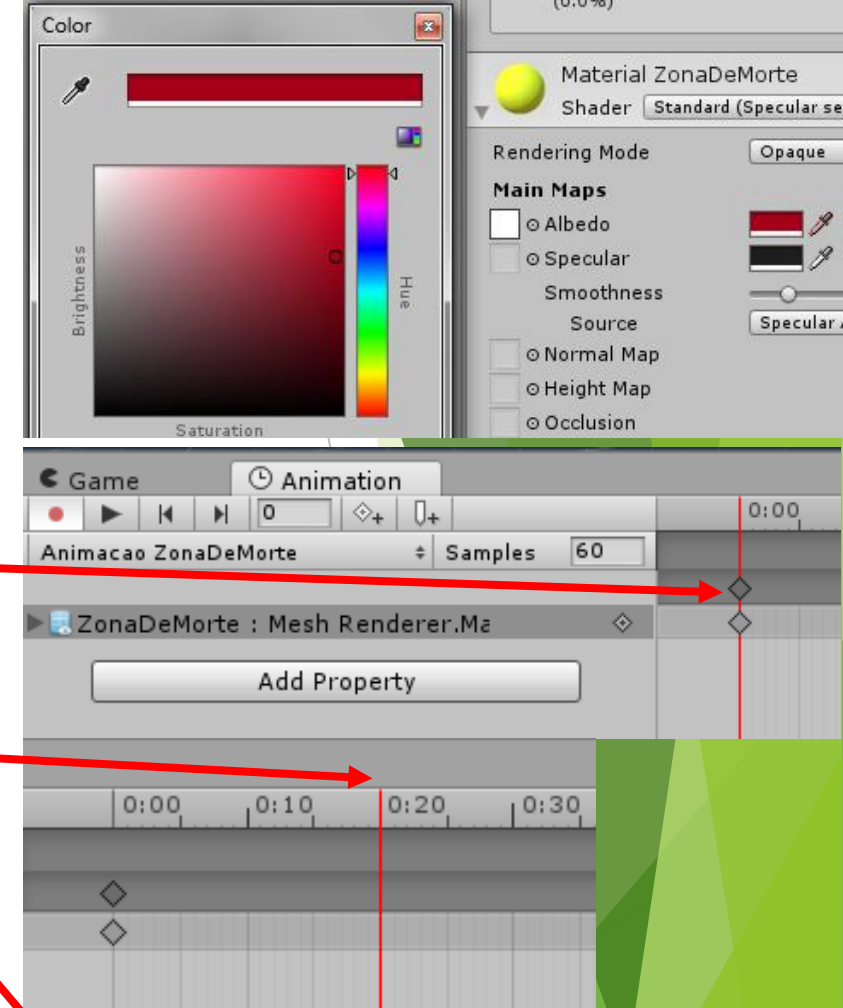 (0.0%)
Color
Brightness
Hue
Saturation
Material ZonaDeMorte
Shader Standard (Specular se
Rendering Mode Opaque
Main Maps
Albedo
Specular
Smoothness
Source Specular
Normal Map
Height Map
Occlusion
Game Animation
0 0:00
Animacao ZonaDeMorte Samples 60
ZonaDeMorte : Mesh Renderer.Ma
Add Property
0:00 0:10 0:20 0:30